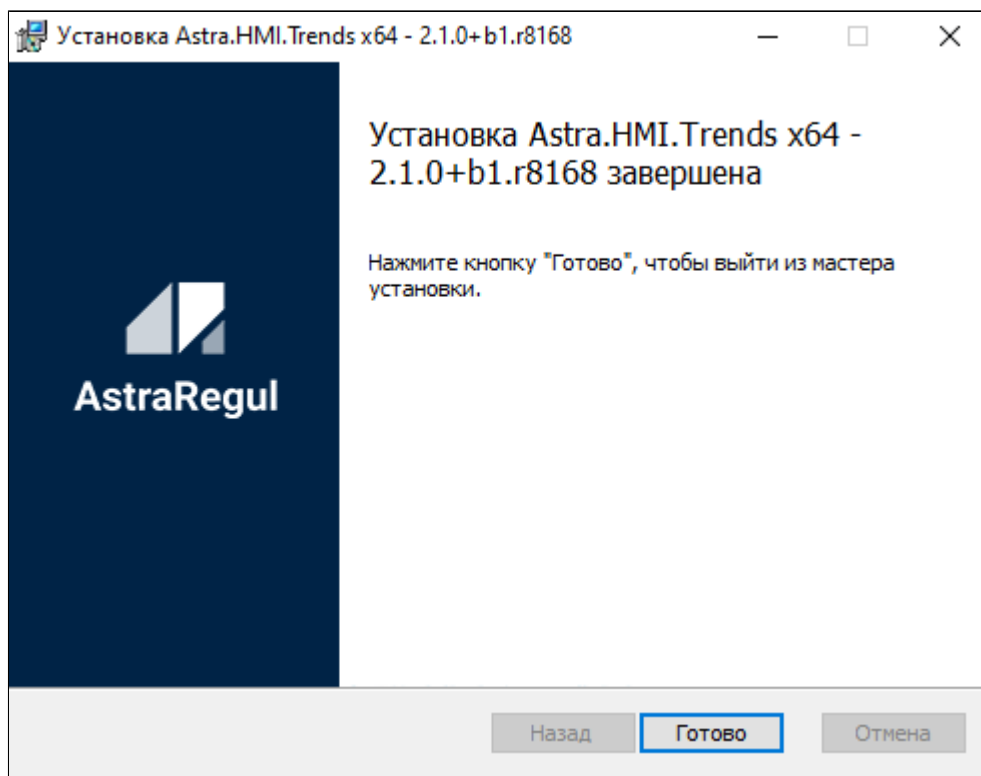 Установка Astra.HMI.Trends x64 - 2.1.0+b1.r8168
Установка Astra.HMI.Trends x64 -
2.1.0+b1.r8168 завершена
Нажмите кнопку "Готово", чтобы выйти из мастера
установки.
AstraRegul
Назад Готово Отмена